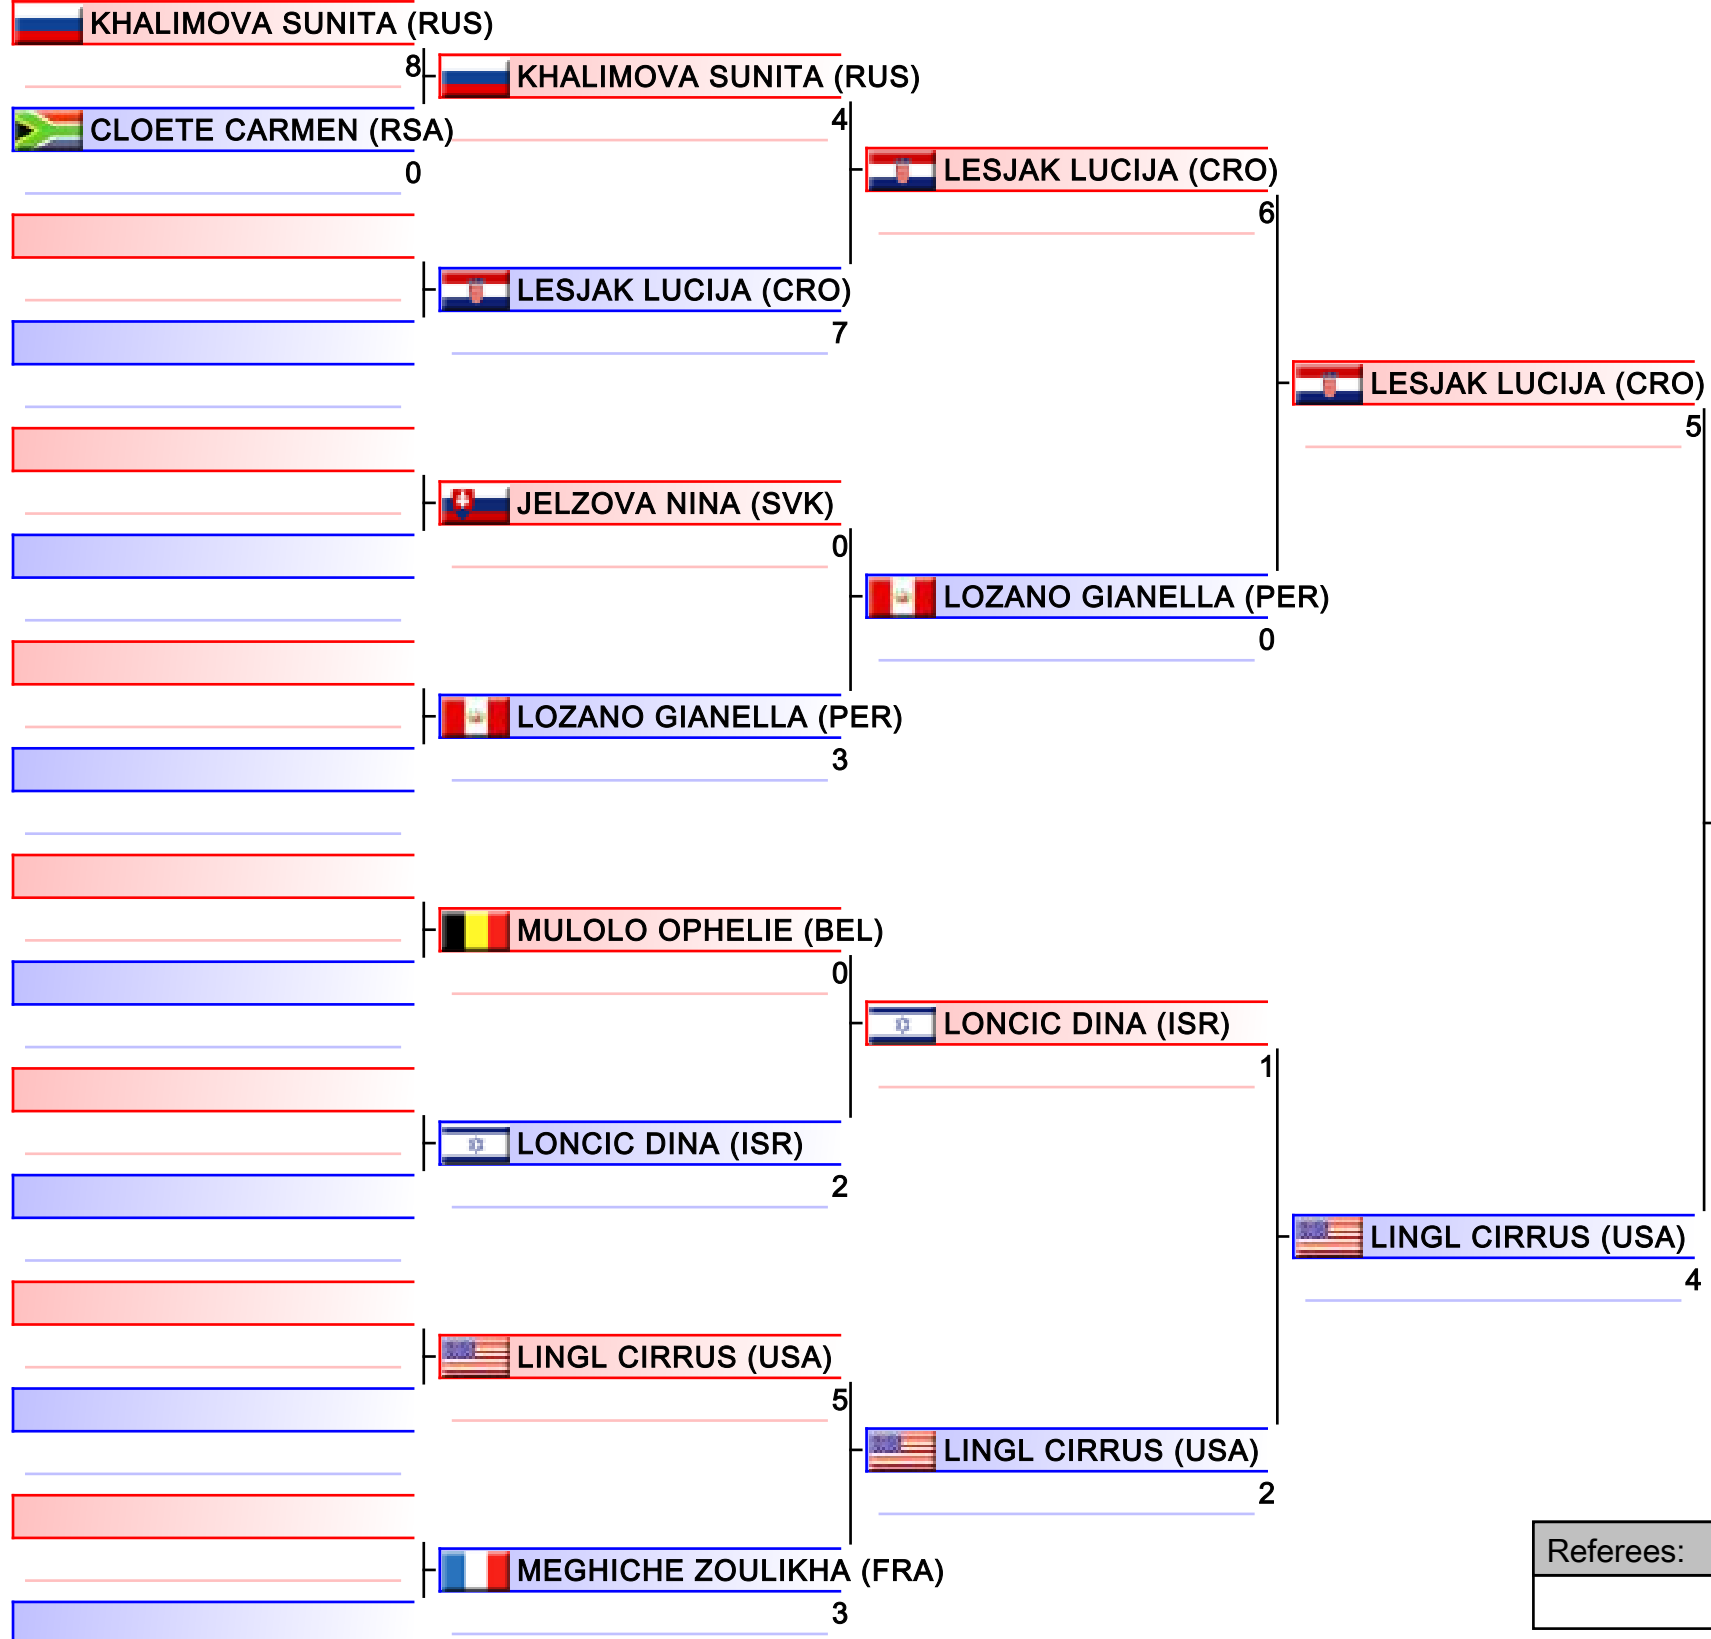 KHALIMOVA SUNITA (RUS)
8
CLOETE CARMEN (RSA)
0
KHALIMOVA SUNITA (RUS)
4
LESJAK LUCIJA (CRO)
7
JELZOVA NINA (SVK)
0
LOZANO GIANELLA (PER)
3
MULOLO OPHELIE (BEL)
0
LONCIC DINA (ISR)
2
LINGL CIRRUS (USA)
5
MEGHICHE ZOULIKHA (FRA)
3
LESJAK LUCIJA (CRO)
6
LOZANO GIANELLA (PER)
0
LONCIC DINA (ISR)
1
LINGL CIRRUS (USA)
2
LESJAK LUCIJA (CRO)
5
LINGL CIRRUS (USA)
4
Referees: